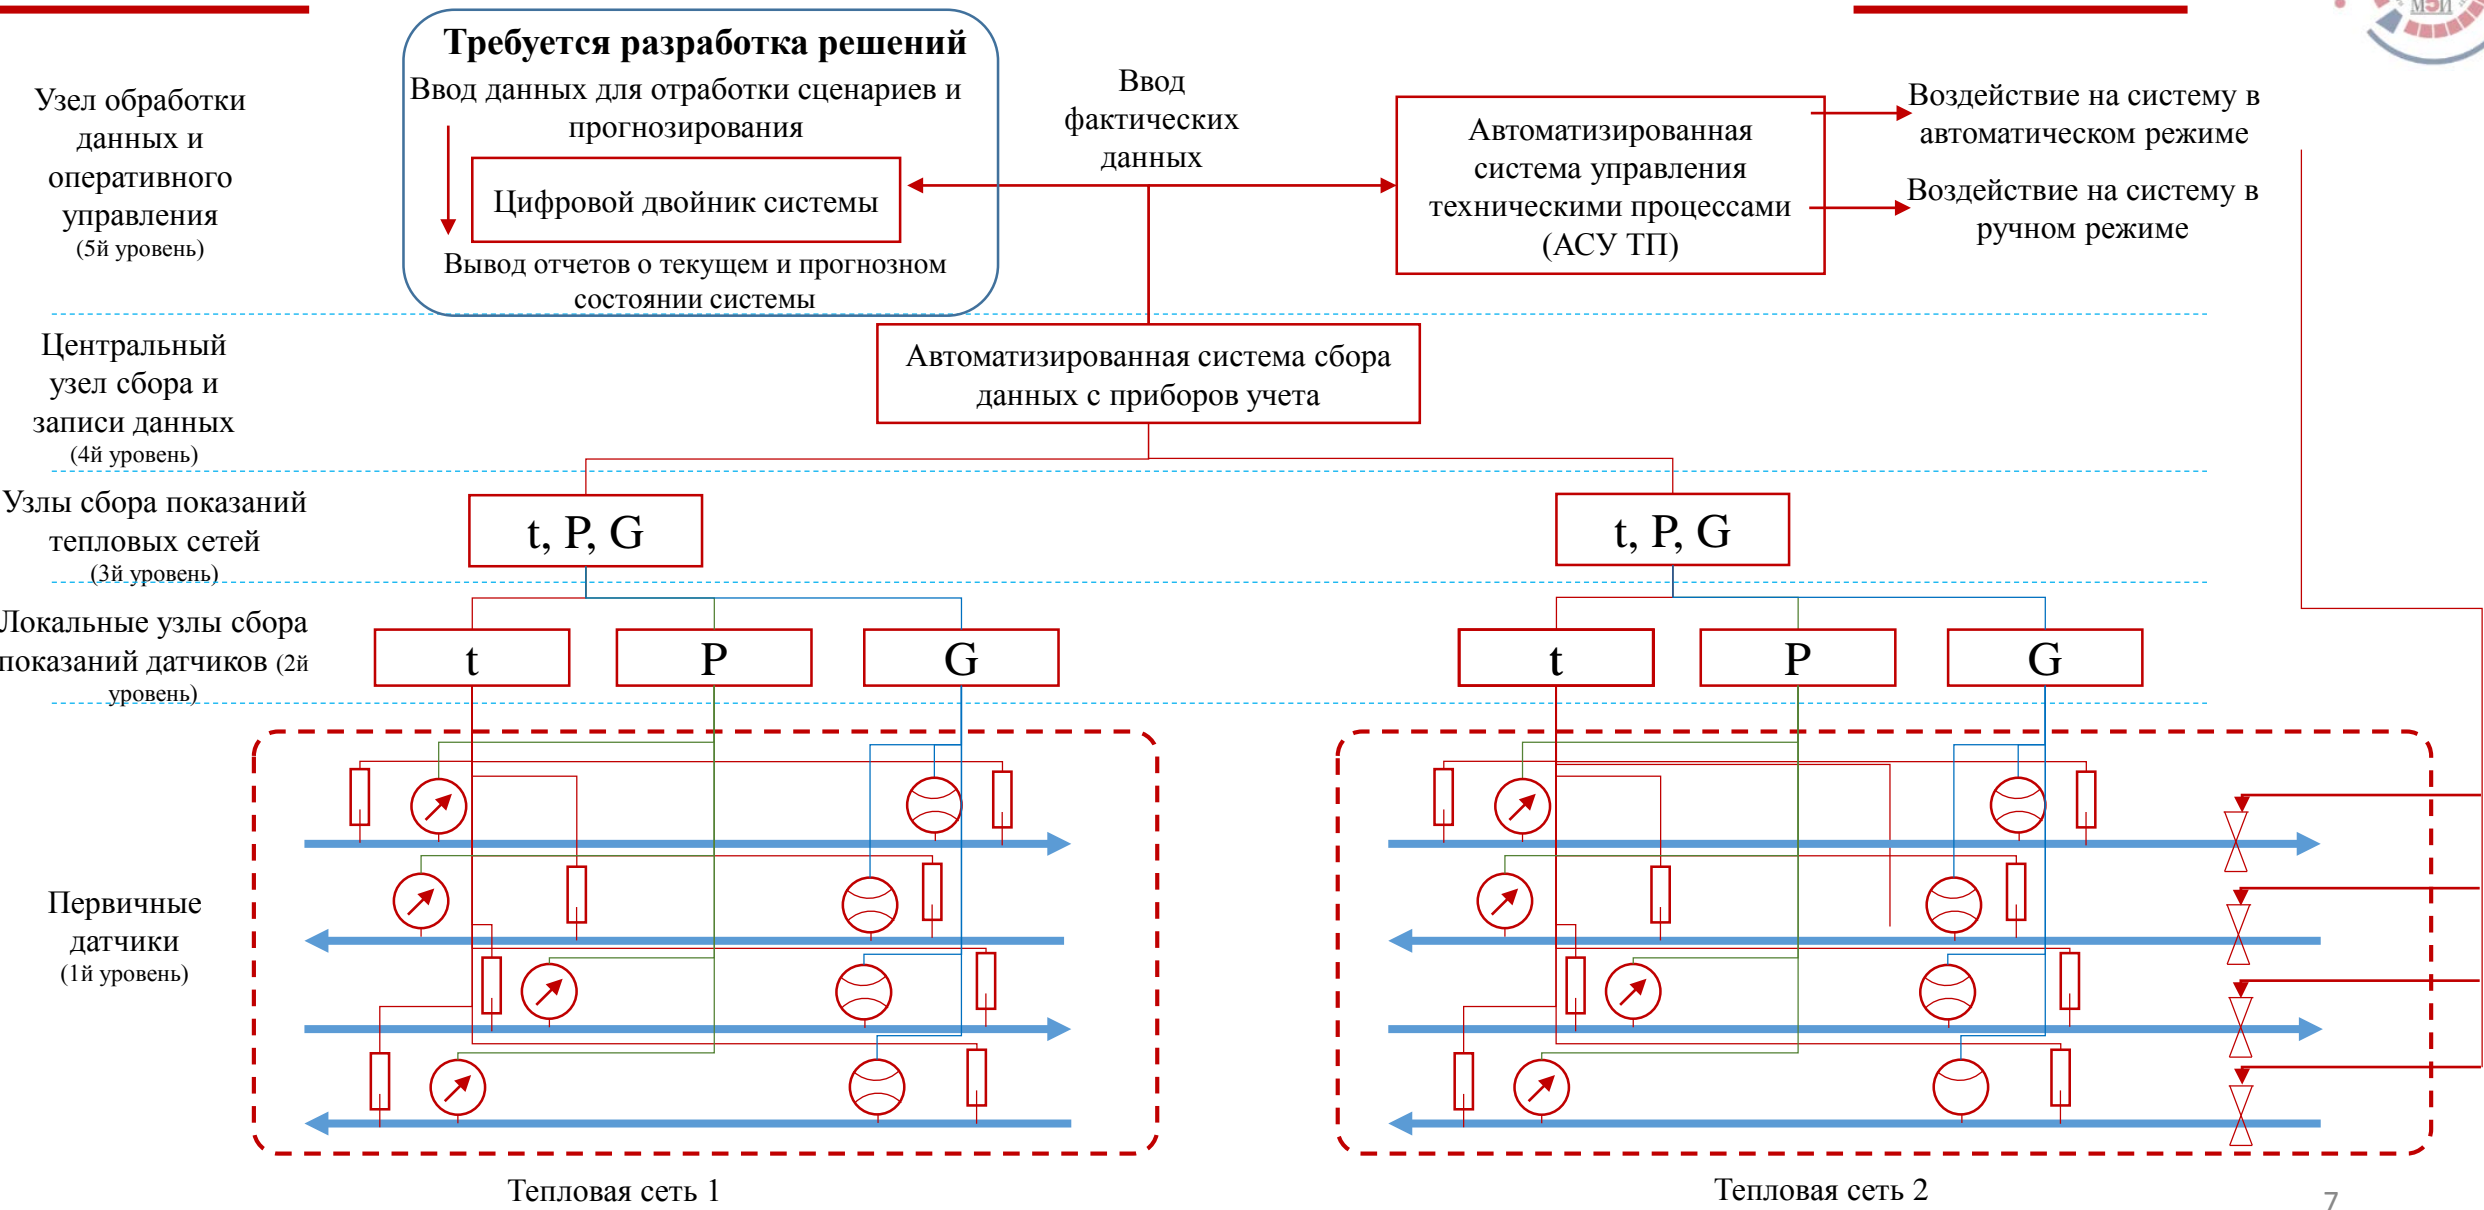 МЭИ
Требуется разработка решений
Ввод данных для отработки сценариев и
прогнозирования
Цифровой двойник системы
Вывод отчетов о текущем и прогнозном
состоянии системы
Ввод
фактических
данных
Автоматизированная
система управления
техническими процессами
(АСУ ТП)
Воздействие на систему в
автоматическом режиме
Воздействие на систему в
ручном режиме
Узел обработки
данных и
оперативного
управления
(5й уровень)
Центральный
узел сбора и
записи данных
(4й уровень)
Автоматизированная система сбора
данных с приборов учета
Узлы сбора показаний
тепловых сетей
(3й уровень)
t, P, G
t, P, G
Локальные узлы сбора
показаний датчиков (2й
уровень)
t
P
G
t
P
G
Первичные
датчики
(1й уровень)
Тепловая сеть 1
Тепловая сеть 2
7